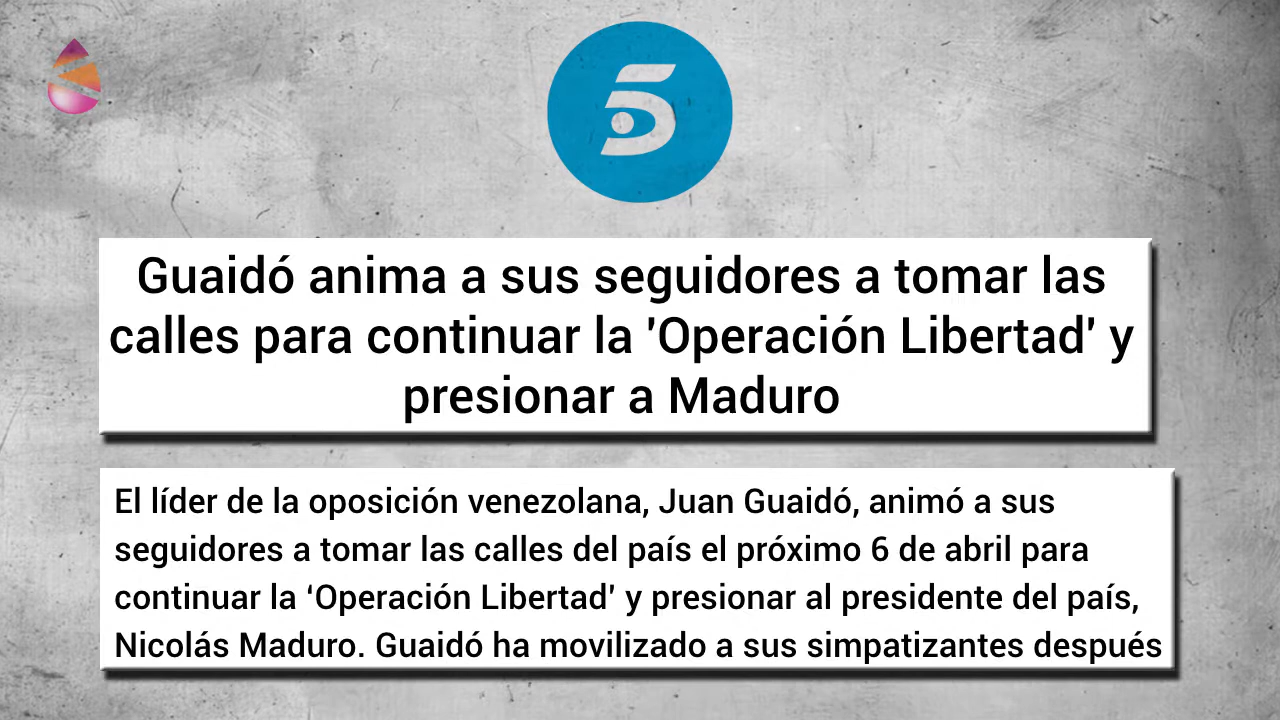 5
Guaidó anima a sus seguidores a tomar las
calles para continuar la 'Operación Libertad' y
presionar a Maduro
El líder de la oposición venezolana, Juan Guaidó, animó a sus
seguidores a tomar las calles del país el próximo 6 de abril para
continuar la ‘Operación Libertad’ y presionar al presidente del país,
Nicolás Maduro. Guaidó ha movilizado a sus simpatizantes después